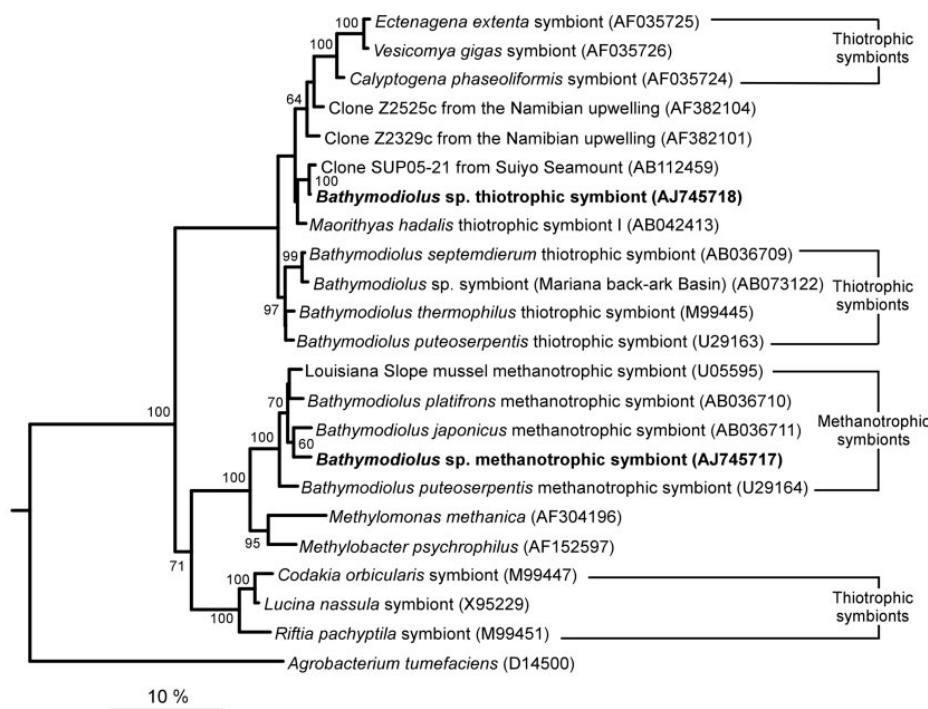 100
Ectenagena extenta symbiont (AF035725)
100
Vesicomya gigas symbiont (AF035726)
Thiotrophic
symbionts
Calyptogena phaseoliformis symbiont (AF035724)
64
Clone Z2525c from the Namibian upwelling (AF382104)
Clone Z2329c from the Namibian upwelling (AF382101)
Clone SUP05-21 from Suiyo Seamount (AB112459)
100
Bathymodiolus sp. thiotrophic symbiont (AJ745718)
Maorithyas hadalis thiotrophic symbiont I (AB042413)
99
Bathymodiolus septemdierum thiotrophic symbiont (AB036709)
Bathymodiolus sp. symbiont (Mariana back-ark Basin) (AB073122)
Thiotrophic
symbionts
97
Bathymodiolus thermophilus thiotrophic symbiont (M99445)
Bathymodiolus puteoserpentis thiotrophic symbiont (U29163)
Louisiana Slope mussel methanotrophic symbiont (U05595)
70
Bathymodiolus platifrons methanotrophic symbiont (AB036710)
100
Bathymodiolus japonicus methanotrophic symbiont (AB036711)
Methanotrophic
symbionts
100
60
Bathymodiolus sp. methanotrophic symbiont (AJ745717)
100
Bathymodiolus puteoserpentis methanotrophic symbiont (U29164)
Methylomonas methanica (AF304196)
95
Methylobacter psychrophilus (AF152597)
71
100
Codakia orbicularis symbiont (M99447)
Lucina nassula symbiont (X95229)
Thiotrophic
symbionts
100
Riftia pachyptila symbiont (M99451)
Agrobacterium tumefaciens (D14500)
10 %